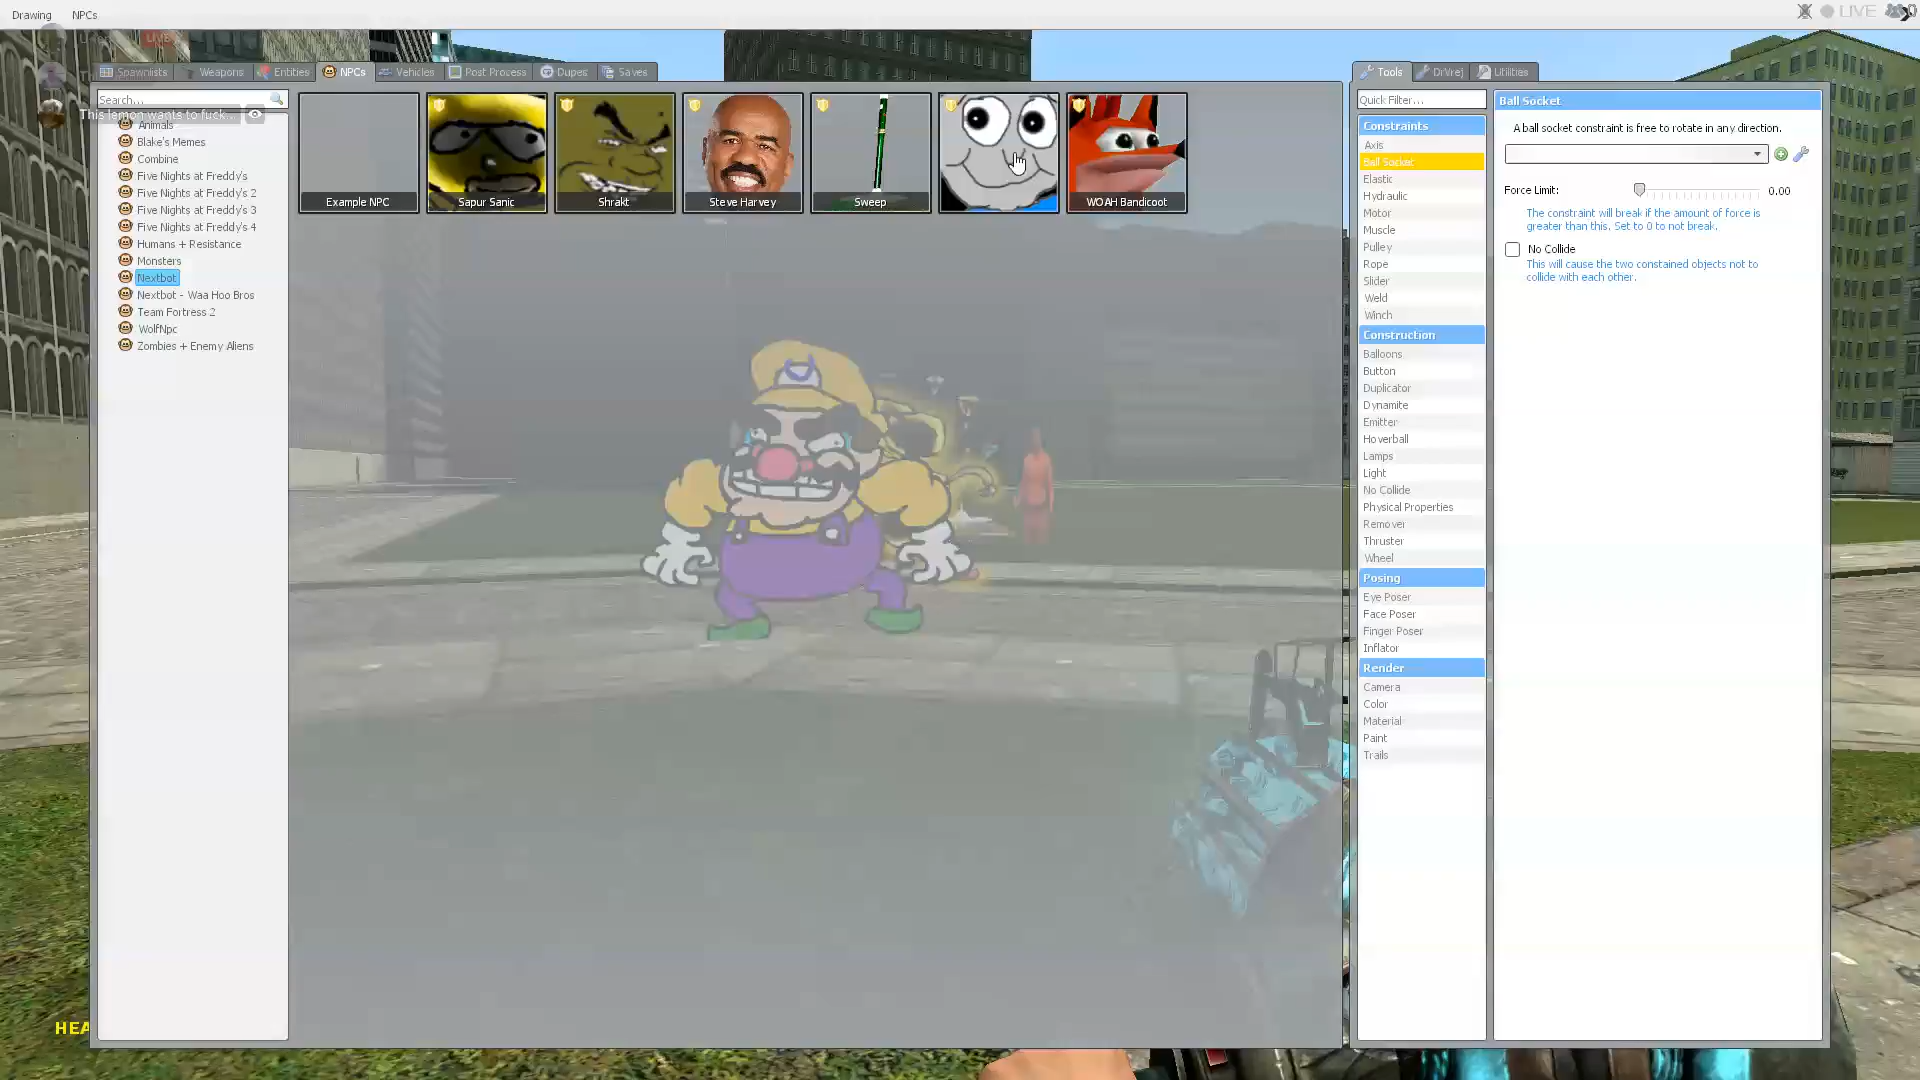 Drawing NPCs
LIVE
LIVE
Spawnlists Weapons Entities NPCs Vehicles Post Process Dupes Saves
Search...
This lemon wants to fuck...
Animals
Blake's Memes
Combine
Five Nights at Freddy's
Five Nights at Freddy's 2
Five Nights at Freddy's 3
Five Nights at Freddy's 4
Humans + Resistance
Monsters
Nextbot
Nextbot - Waa Hoo Bros
Team Fortress 2
WolfNpc
Zombies + Enemy Aliens
Example NPC
Sapur Sanic
Shrakt
Steve Harvey
Sweep
WOAH Bandicoot
Tools DrVrej Utilities
Quick Filter...
Constraints
Axis
Ball Socket
Elastic
Hydraulic
Motor
Muscle
Pulley
Rope
Slider
Weld
Winch
Construction
Balloons
Button
Duplicator
Dynamite
Emitter
Hoverball
Lamps
Light
No Collide
Physical Properties
Remover
Thruster
Wheel
Posing
Eye Poser
Face Poser
Finger Poser
Inflator
Render
Camera
Color
Material
Paint
Trails
Ball Socket
A ball socket constraint is free to rotate in any direction.
Force Limit: 0.00
The constraint will break if the amount of force is
greater than this. Set to 0 to not break.
No Collide
This will cause the two constained objects not to
collide with each other.
HEA